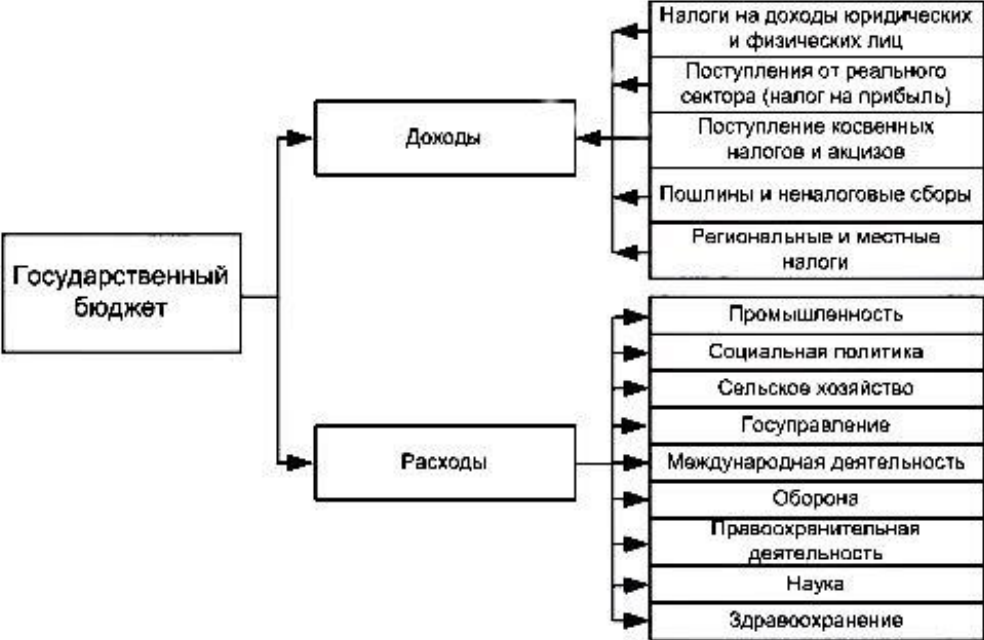 Государственный
бюджет
Доходы
Налоги на доходы юридических
и физических лиц
Поступления от реального
сектора (налог на прибыль)
Поступление косвенных
налогов и акцизов
Пошлины и неналоговые сборы
Региональные и местные
налоги
Расходы
Промышленность
Социальная политика
Сельское хозяйство
Госуправление
Международная деятельность
Оборона
Правоохранительная
деятельность
Наука
Здравоохранение